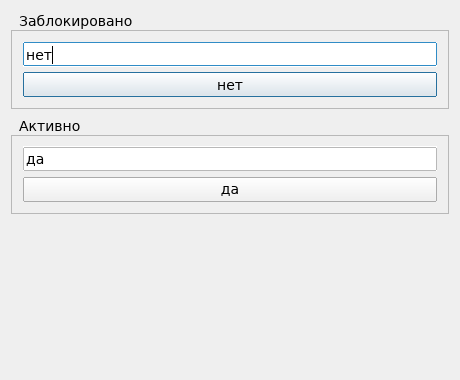 Заблокировано
нет
нет
Активно
да
да